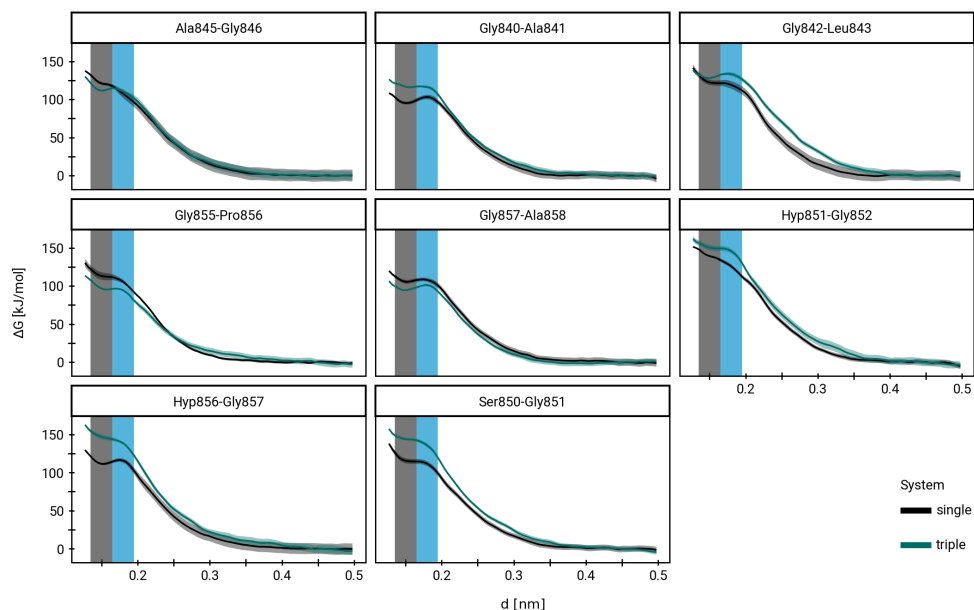 Ala845-Gly846
Gly840-Ala841
Gly842-Leu843
150
100
50
0
Gly855-Pro856
Gly857-Ala858
Hyp851-Gly852
150
100
50
0
ΔG [kJ/mol]
0.2
0.3
0.4
0.5
Hyp856-Gly857
Ser850-Gly851
150
100
50
0
0.2
0.3
0.4
0.5
0.2
0.3
0.4
0.5
d [nm]
System
single
triple